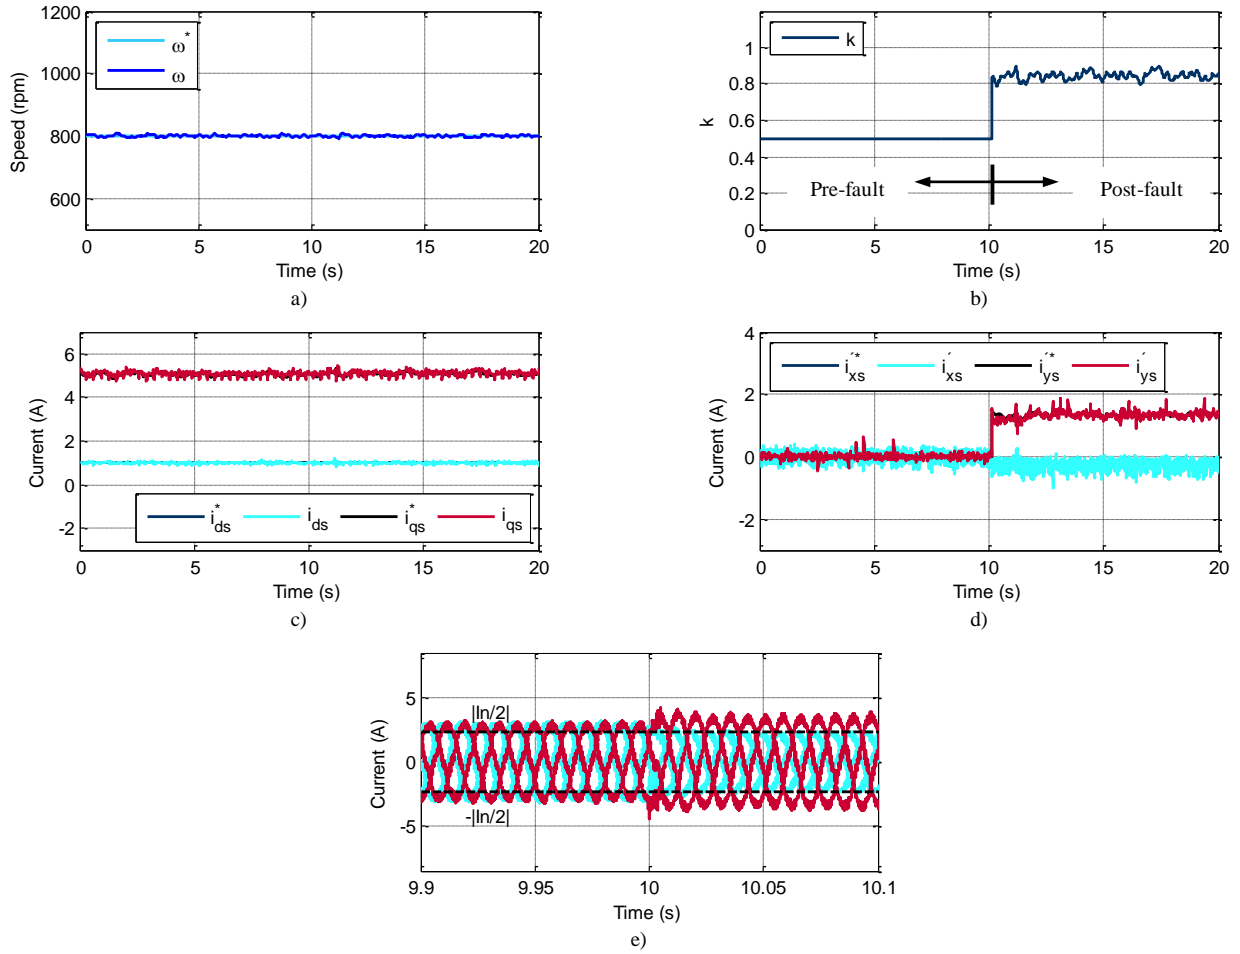 1200
1000
800
600
Speed (rpm)
ω*
ω
0 5 10 15 20
Time (s)
a)
1
0.8
0.6
0.4
0.2
0
k
k
Pre-fault
Post-fault
0 5 10 15 20
Time (s)
b)
6
4
2
0
-2
Current (A)
i*ds ids i*qs iqs
0 5 10 15 20
Time (s)
c)
4
2
0
-2
Current (A)
i´*xs i´xs i´*ys i´ys
0 5 10 15 20
Time (s)
d)
5
0
-5
Current (A)
|In/2|
-|In/2|
9.9 9.95 10 10.05 10.1
Time (s)
e)